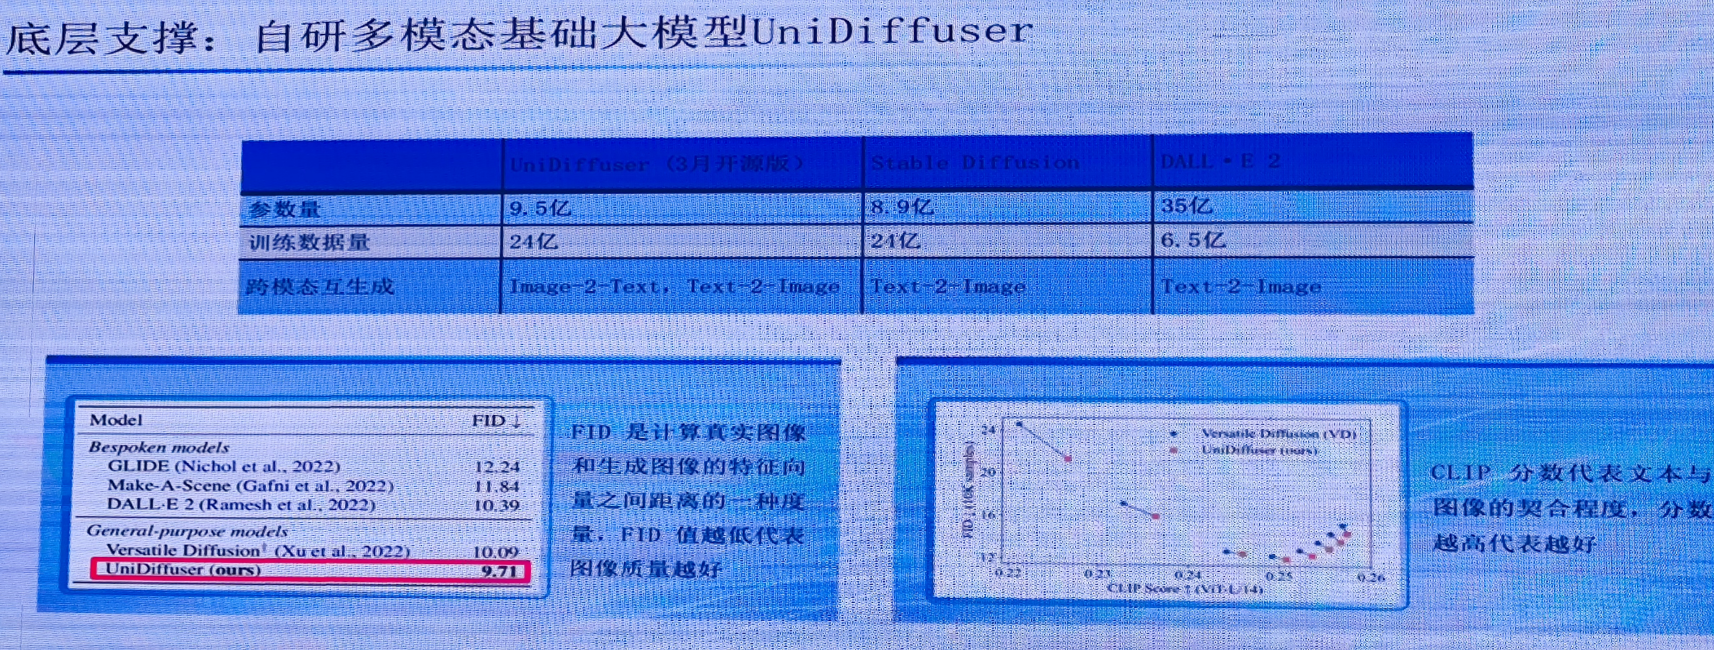 底层支撑：自研多模态基础大模型UniDiffuser
UniDiffuser（3月开源版） Stable Diffusion DALL·E 2
参数量 9.5亿 8.9亿 35亿
训练数据量 24亿 24亿 6.5亿
跨模态互生成 Image-2-Text，Text-2-Image Text-2-Image Text-2-Image
Model FID ↓
Bespoken models
GLIDE (Nichol et al., 2022) 12.24
Make-A-Scene (Gafni et al., 2022) 11.84
DALL·E 2 (Ramesh et al., 2022) 10.39
General-purpose models
Versatile Diffusion† (Xu et al., 2022) 10.09
UniDiffuser (ours) 9.71
FID 是计算真实图像
和生成图像的特征向
量之间距离的一种度
量，FID 值越低代表
图像质量越好
FID↓ (10K samples)
24
20
16
12
Versatile Diffusion (VD)
UniDiffuser (ours)
0.22 0.23 0.24 0.25 0.26
CLIP Score ↑ (ViT-L/14)
CLIP 分数代表文本与
图像的契合程度，分数
越高代表越好